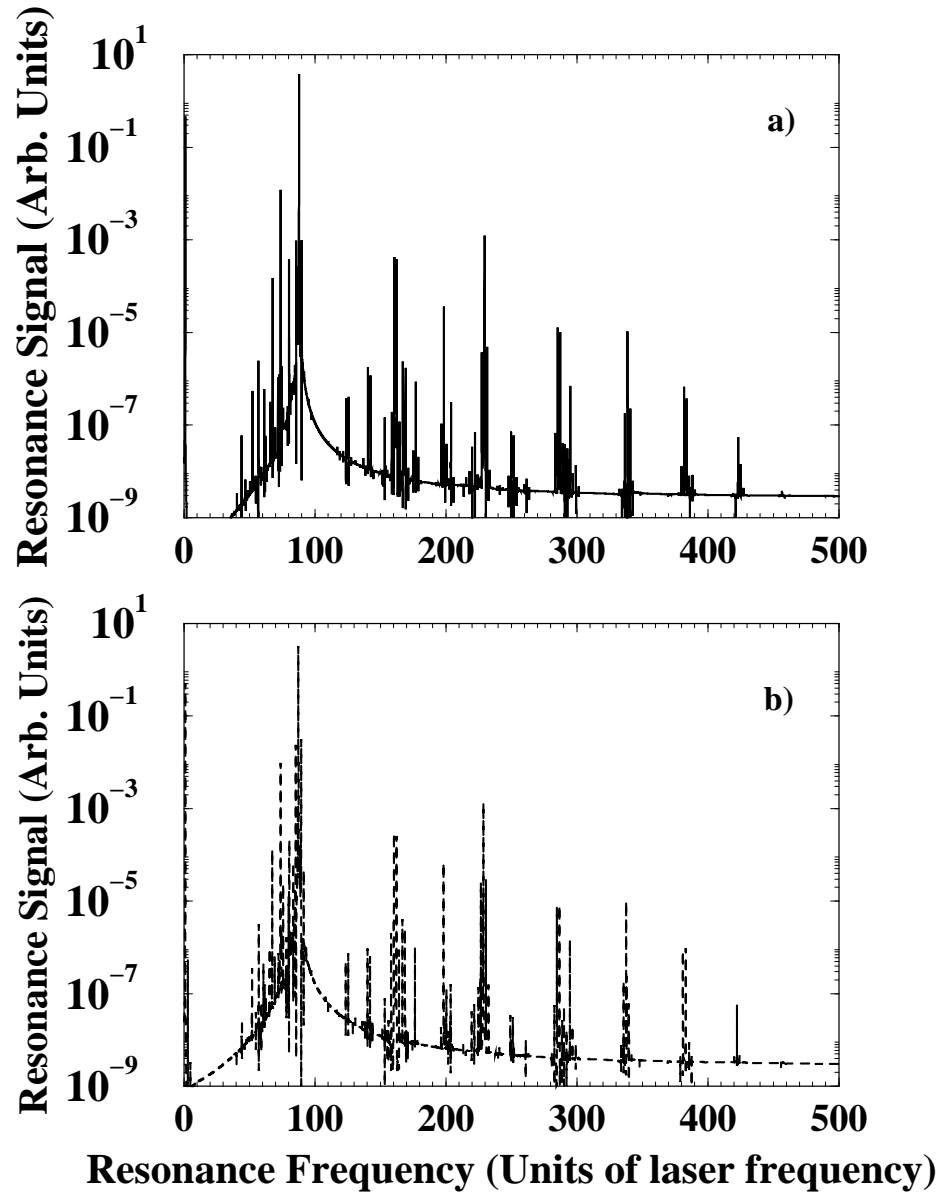 Resonance Signal (Arb. Units)
10^1
10^−1
10^−3
10^−5
10^−7
10^−9
a)
0 100 200 300 400 500
Resonance Signal (Arb. Units)
10^1
10^−1
10^−3
10^−5
10^−7
10^−9
b)
0 100 200 300 400 500
Resonance Frequency (Units of laser frequency)